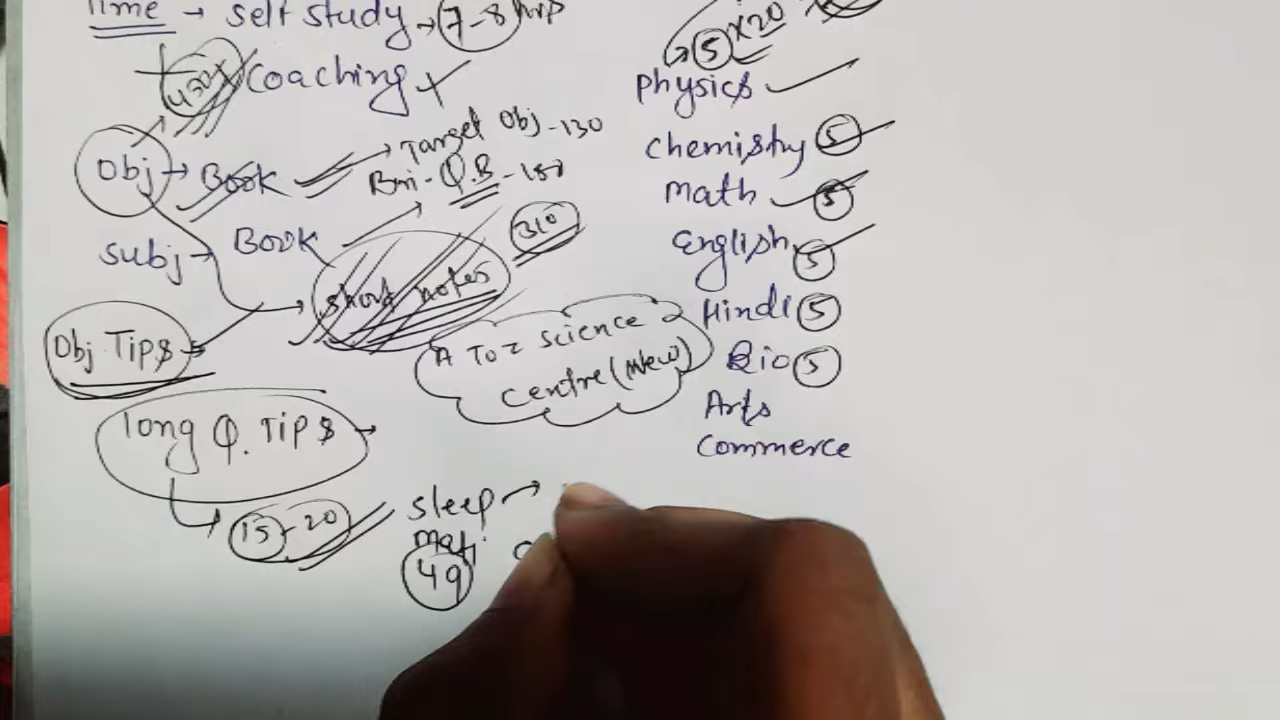 Time → self study → 7-8 hrs
Coaching ×
Obj → Book → Target Obj - 130
Q.B
Subj → Book
short notes 310
Obj Tips
long Q. Tips →
15-20
A To Z Science
Centre (New)
sleep →
49
5 × 20
Physics
Chemistry 5
Math 5
English 5
Hindi 5
Bio 5
Arts
Commerce